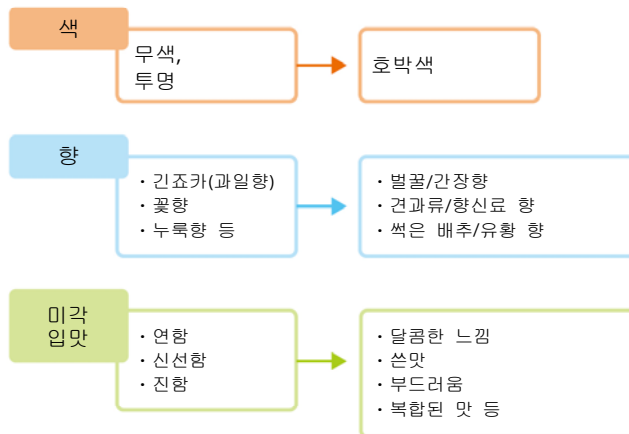 색
무색,
투명
호박색
향
· 긴죠카(과일향)
· 꽃향
· 누룩향 등
· 벌꿀/간장향
· 견과류/향신료 향
· 썩은 배추/유황 향
미각
입맛
· 연함
· 신선함
· 진함
· 달콤한 느낌
· 쓴맛
· 부드러움
· 복합된 맛 등